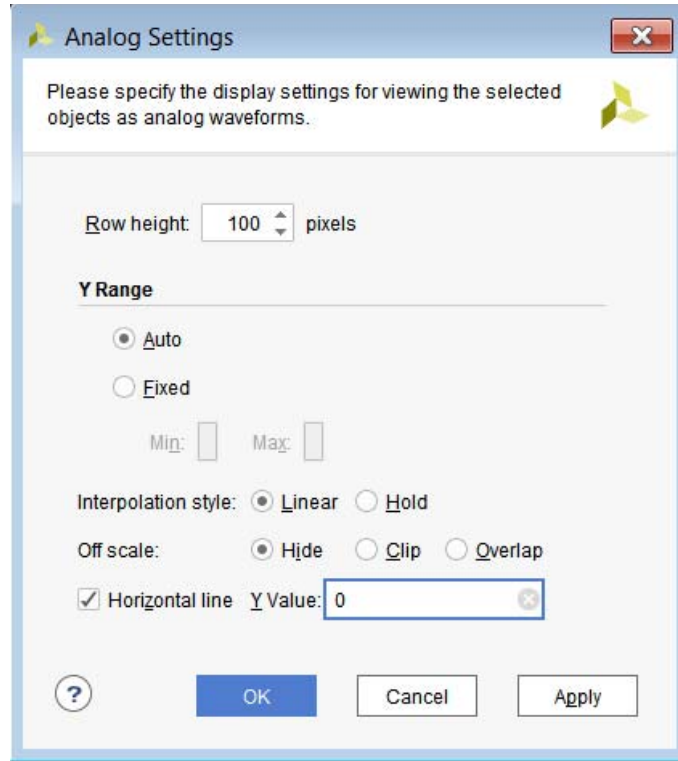 Analog Settings
Please specify the display settings for viewing the selected
objects as analog waveforms.
Row height: 100 pixels
Y Range
Auto
Fixed
Min: Max:
Interpolation style: Linear Hold
Off scale: Hide Clip Overlap
Horizontal line Y Value: 0
? OK Cancel Apply